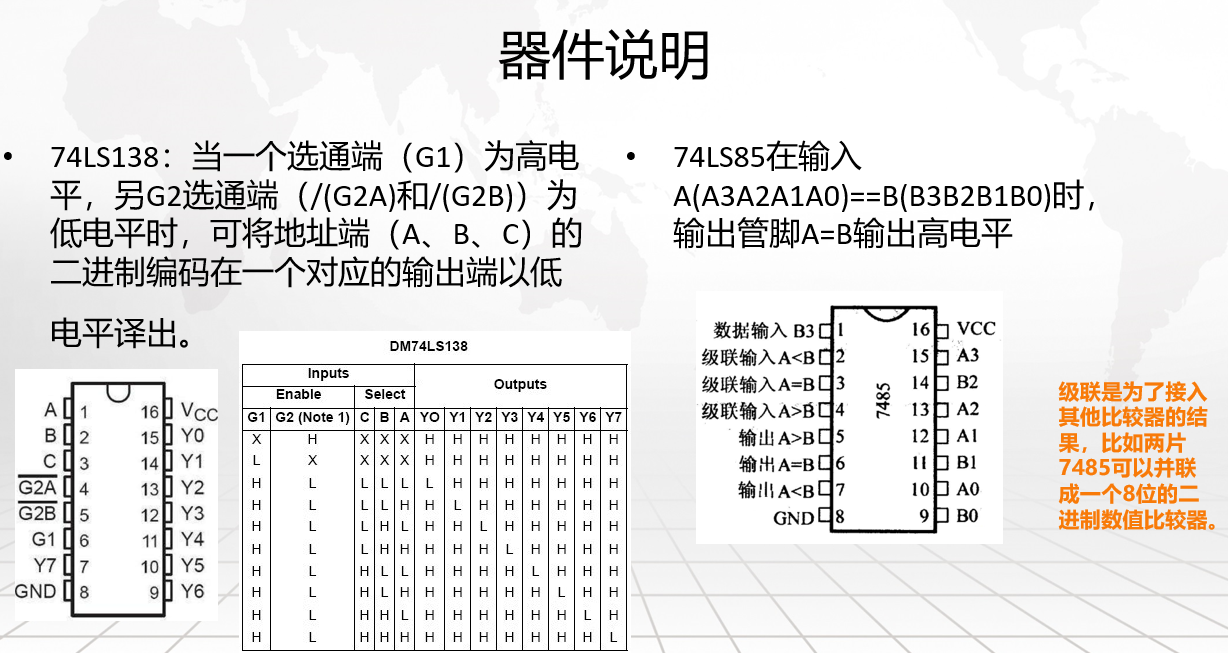 器件说明
• 74LS138：当一个选通端（G1）为高电
平，另G2选通端（/(G2A)和/(G2B)）为
低电平时，可将地址端（A、B、C）的
二进制编码在一个对应的输出端以低
电平译出。
A 1 16 VCC
B 2 15 Y0
C 3 14 Y1
G2A 4 13 Y2
G2B 5 12 Y3
G1 6 11 Y4
Y7 7 10 Y5
GND 8 9 Y6
DM74LS138
Inputs Outputs
Enable Select
G1 G2 (Note 1) C B A YO Y1 Y2 Y3 Y4 Y5 Y6 Y7
X H X X X H H H H H H H H
L X X X X H H H H H H H H
H L L L L L H H H H H H H
H L L L H H L H H H H H H
H L L H L H H L H H H H H
H L L H H H H H L H H H H
H L H L L H H H H L H H H
H L H L H H H H H H L H H
H L H H L H H H H H H L H
H L H H H H H H H H H H L
• 74LS85在输入
A(A3A2A1A0)==B(B3B2B1B0)时，
输出管脚A=B输出高电平
数据输入 B3 1 16 VCC
级联输入 A<B 2 15 A3
级联输入 A=B 3 14 B2
级联输入 A>B 4 13 A2
输出 A>B 5 12 A1
输出 A=B 6 11 B1
输出 A<B 7 10 A0
GND 8 9 B0
7485
级联是为了接入
其他比较器的结
果，比如两片
7485可以并联
成一个8位的二
进制数值比较器。